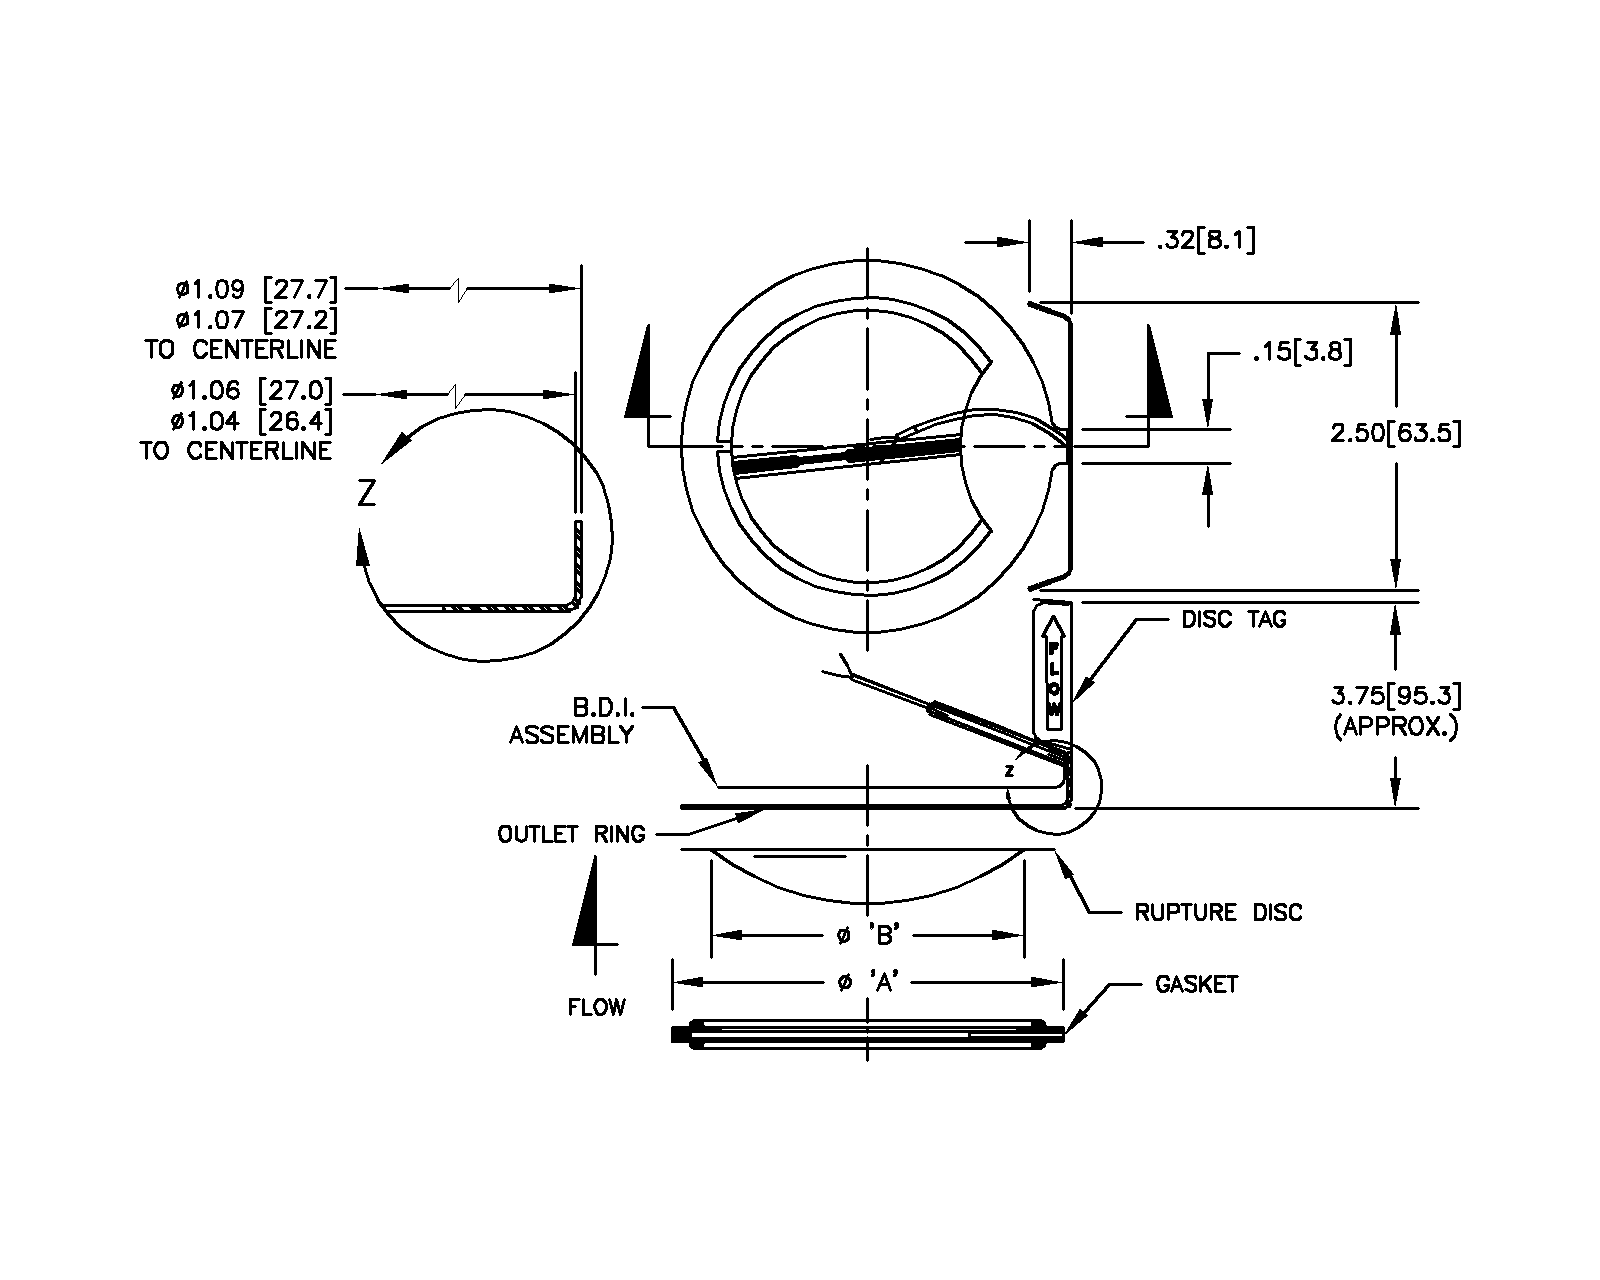 .32[8.1]
ø1.09 [27.7]
ø1.07 [27.2]
TO CENTERLINE
.15[3.8]
ø1.06 [27.0]
ø1.04 [26.4]
TO CENTERLINE
2.50[63.5]
Z
DISC TAG
FLOW
3.75[95.3]
(APPROX.)
B.D.I.
ASSEMBLY
z
OUTLET RING
RUPTURE DISC
ø 'B'
ø 'A'
GASKET
FLOW